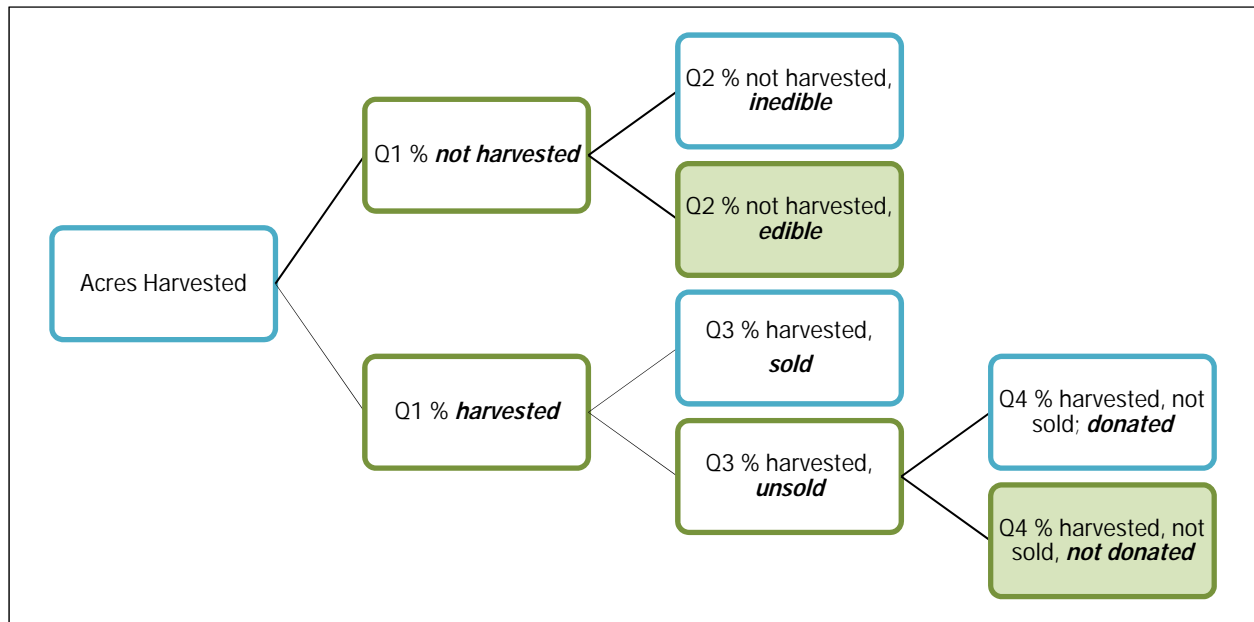 Q2 % not harvested,
inedible
Q1 % not harvested
Q2 % not harvested,
edible
Acres Harvested
Q3 % harvested,
sold
Q1 % harvested
Q4 % harvested, not
sold; donated
Q3 % harvested,
unsold
Q4 % harvested, not
sold, not donated